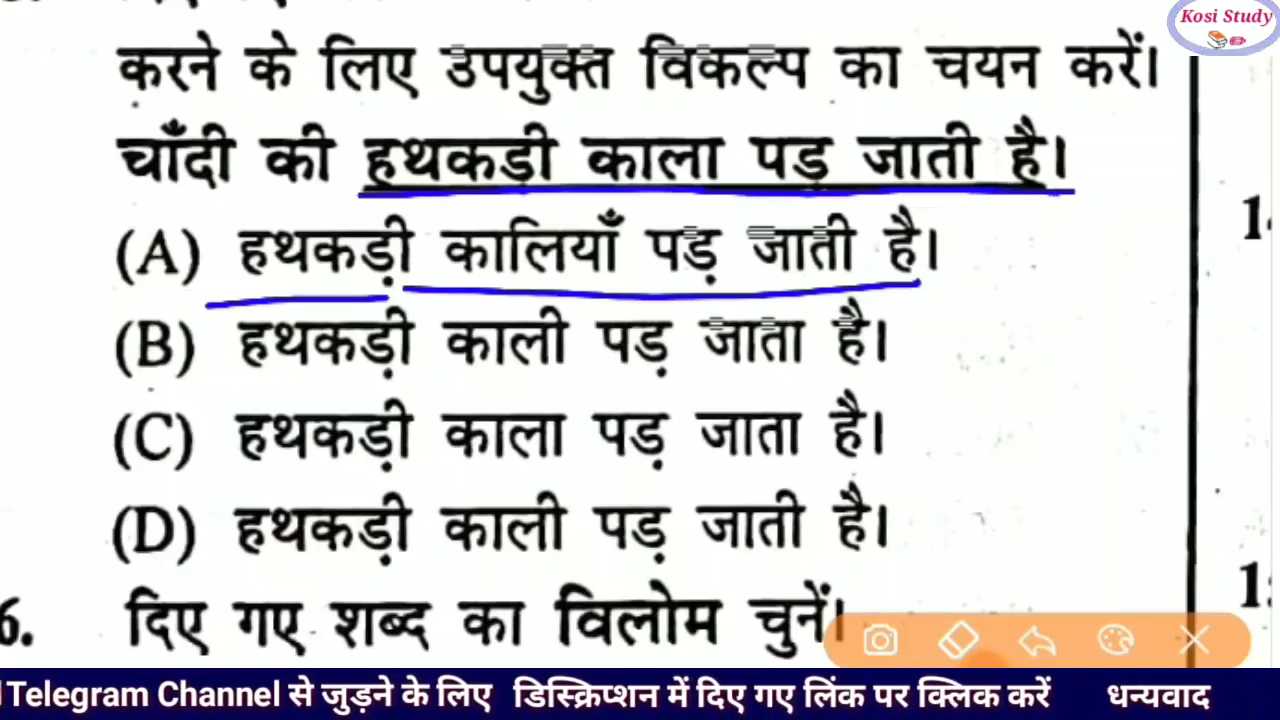 Kosi Study
करने के लिए उपयुक्त विकल्प का चयन करें।
चाँदी की हथकड़ी काला पड़ जाती है।
(A) हथकड़ी कालियाँ पड़ जाती है।
(B) हथकड़ी काली पड़ जाता है।
(C) हथकड़ी काला पड़ जाता है।
(D) हथकड़ी काली पड़ जाती है।
6. दिए गए शब्द का विलोम चुनें।
Telegram Channel से जुड़ने के लिए डिस्क्रिप्शन में दिए गए लिंक पर क्लिक करें धन्यवाद